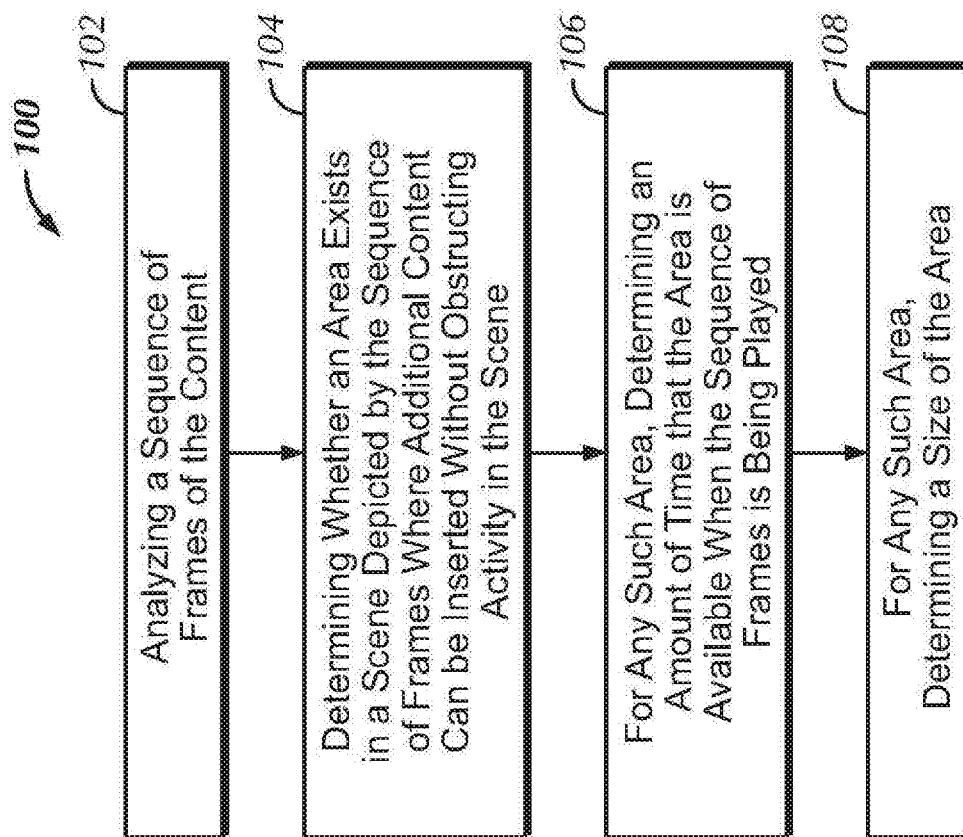 100
102
Analyzing a Sequence of
Frames of the Content
104
Determining Whether an Area Exists
in a Scene Depicted by the Sequence
of Frames Where Additional Content
Can be Inserted Without Obstructing
Activity in the Scene
106
For Any Such Area, Determining an
Amount of Time that the Area is
Available When the Sequence of
Frames is Being Played
108
For Any Such Area,
Determining a Size of the Area